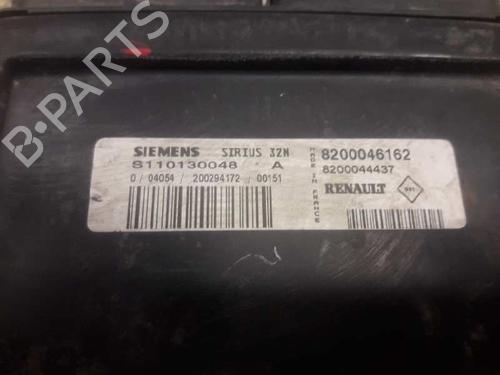 SIEMENS SIRIUS 32N
S110130048 A
0 / 04054 / 200294172 / 00151
MADE IN FRANCE
8200046162
8200044437
RENAULT
B-PARTS